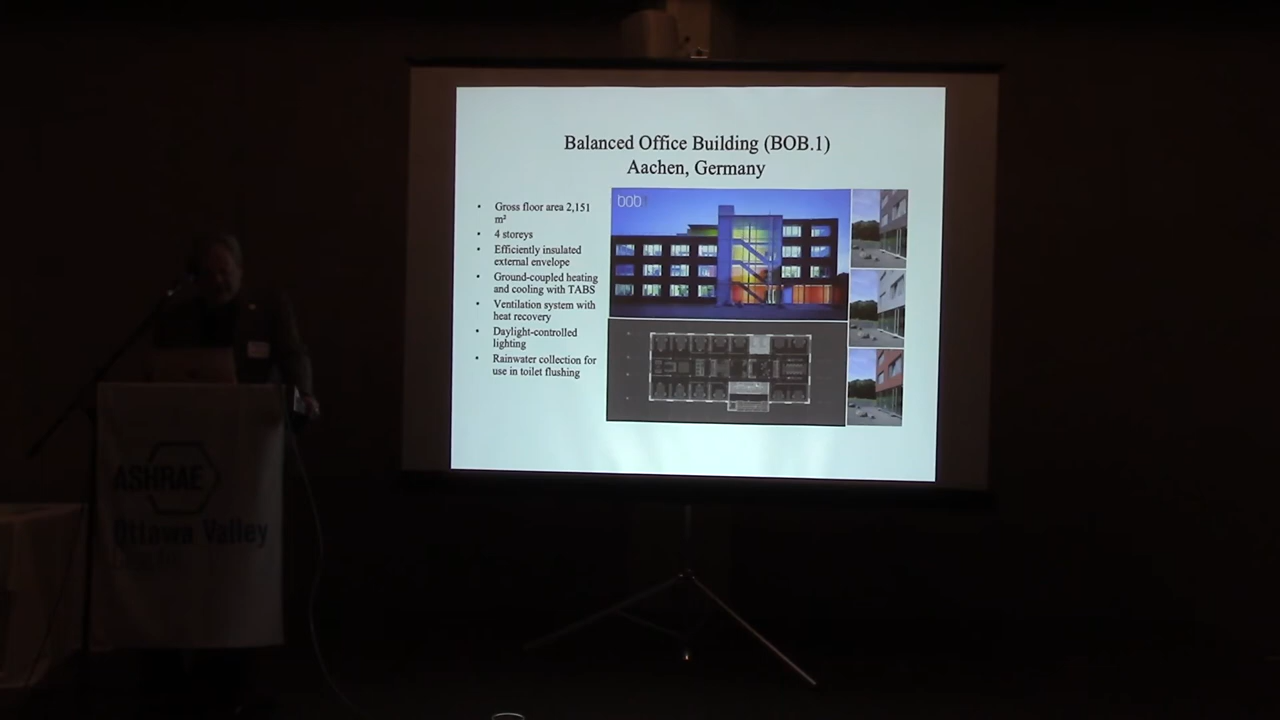 Balanced Office Building (BOB.1)
Aachen, Germany
• Gross floor area 2,151
m²
• 4 storeys
• Efficiently insulated
external envelope
• Ground-coupled heating
and cooling with TABS
• Ventilation system with
heat recovery
• Daylight-controlled
lighting
• Rainwater collection for
use in toilet flushing
bob
ASHRAE
Ottawa Valley